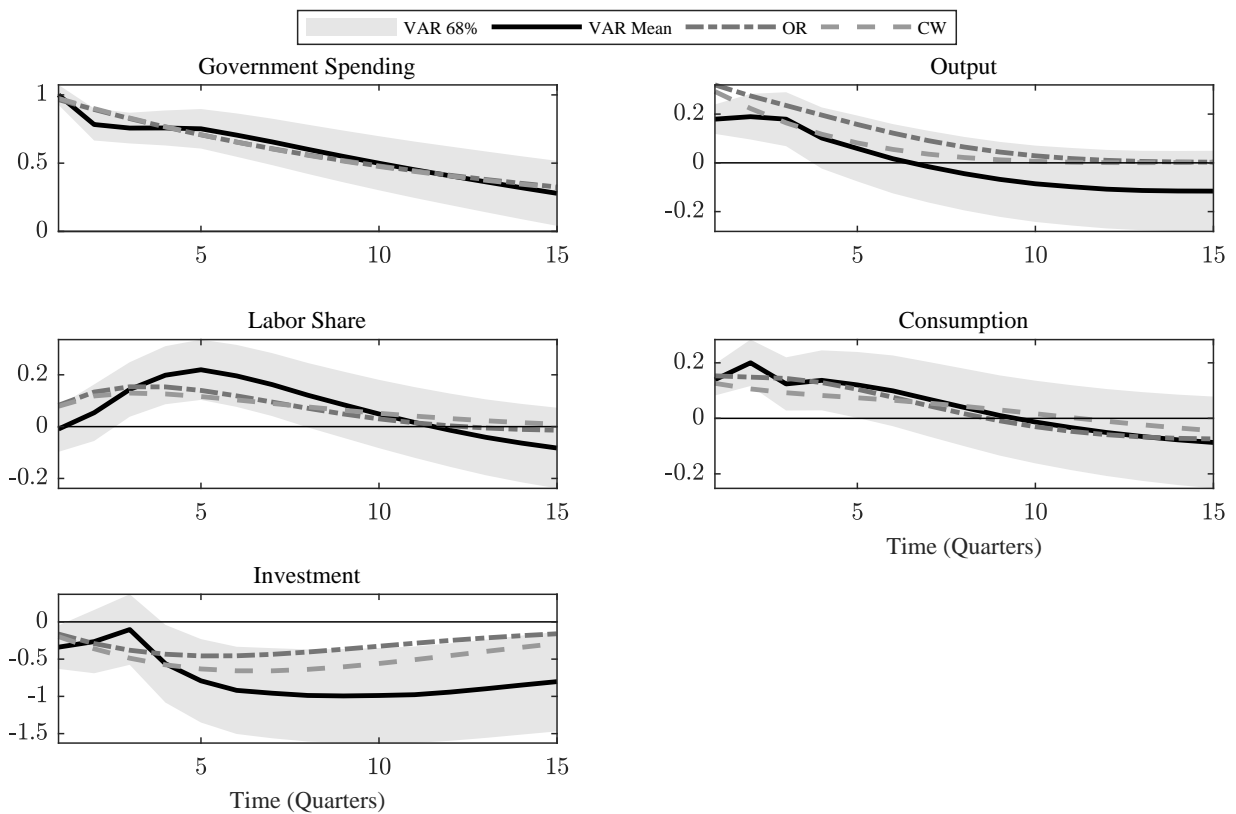 VAR 68% VAR Mean OR CW
Government Spending
1
0.5
0
5 10 15
Output
0.2
0
-0.2
5 10 15
Labor Share
0.2
0
-0.2
5 10 15
Consumption
0.2
0
-0.2
5 10 15
Time (Quarters)
Investment
0
-0.5
-1
-1.5
5 10 15
Time (Quarters)